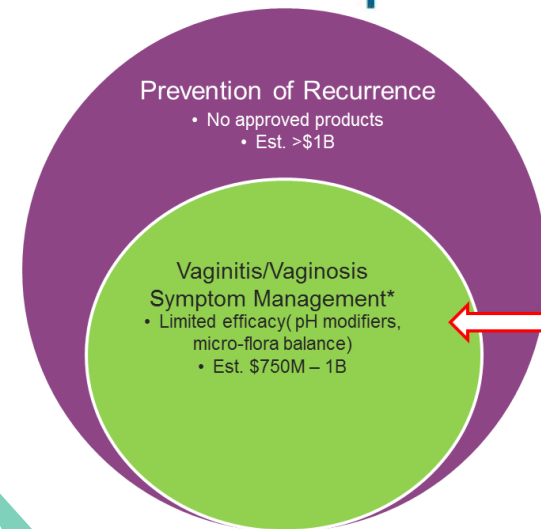 Prevention of Recurrence
• No approved products
• Est. >$1B
Vaginitis/Vaginosis
Symptom Management*
• Limited efficacy( pH modifiers,
micro-flora balance)
• Est. $750M – 1B